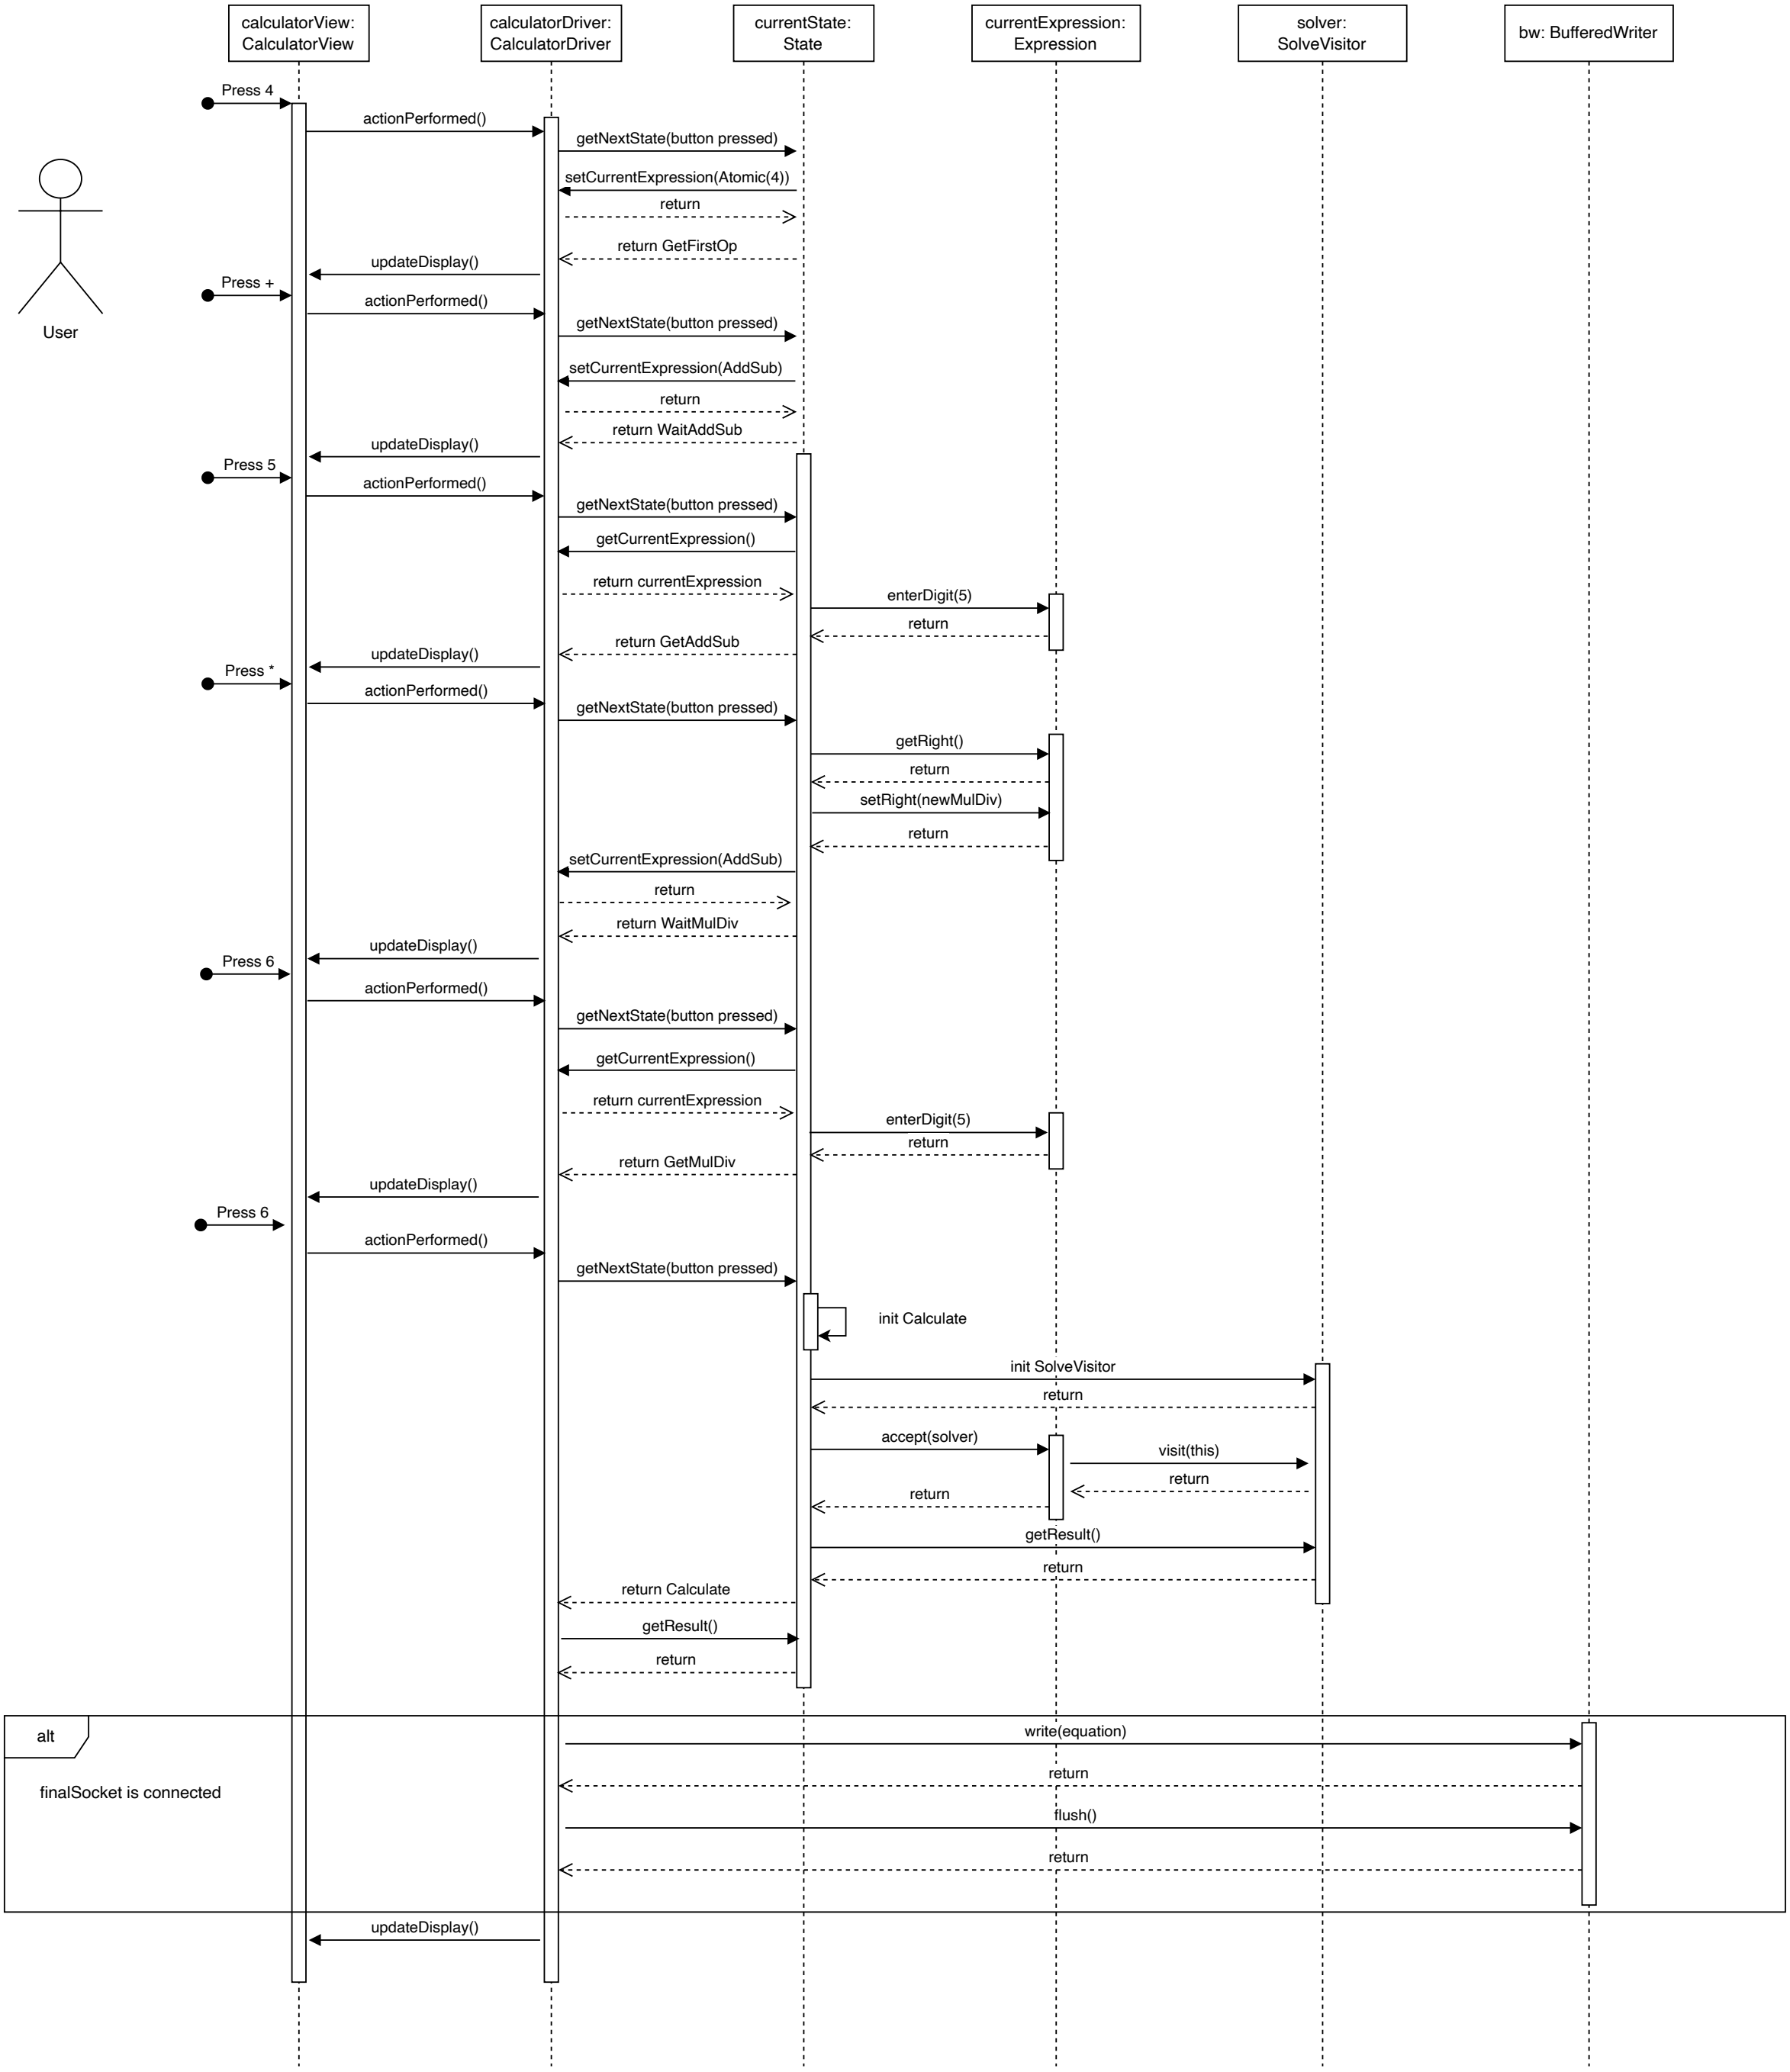 calculatorView:
CalculatorView
calculatorDriver:
CalculatorDriver
currentState:
State
currentExpression:
Expression
solver:
SolveVisitor
bw: BufferedWriter
Press 4
actionPerformed()
getNextState(button pressed)
setCurrentExpression(Atomic(4))
return
return GetFirstOp
updateDisplay()
Press +
actionPerformed()
getNextState(button pressed)
User
setCurrentExpression(AddSub)
return
return WaitAddSub
updateDisplay()
Press 5
actionPerformed()
getNextState(button pressed)
getCurrentExpression()
return currentExpression
enterDigit(5)
return
return GetAddSub
updateDisplay()
Press *
actionPerformed()
getNextState(button pressed)
getRight()
return
setRight(newMulDiv)
return
setCurrentExpression(AddSub)
return
return WaitMulDiv
updateDisplay()
Press 6
actionPerformed()
getNextState(button pressed)
getCurrentExpression()
return currentExpression
enterDigit(5)
return
return GetMulDiv
updateDisplay()
Press 6
actionPerformed()
getNextState(button pressed)
init Calculate
init SolveVisitor
return
accept(solver)
visit(this)
return
return
getResult()
return
return Calculate
getResult()
return
alt
write(equation)
return
finalSocket is connected
flush()
return
updateDisplay()